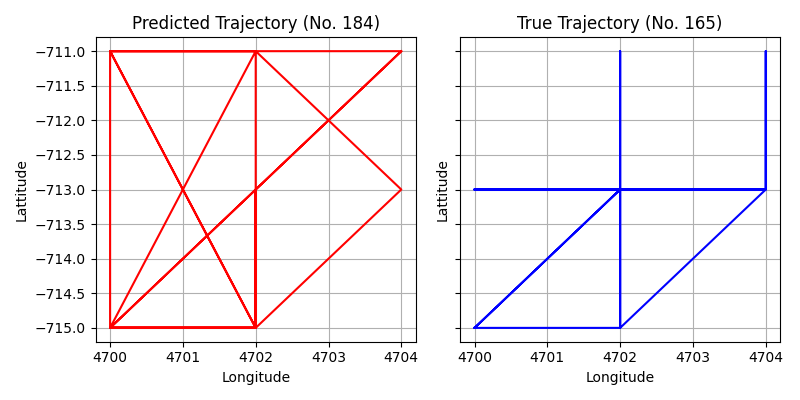 Predicted Trajectory (No. 184)
True Trajectory (No. 165)
−711.0
−711.5
−712.0
−712.5
−713.0
−713.5
−714.0
−714.5
−715.0
Lattitude
Lattitude
4700 4701 4702 4703 4704
4700 4701 4702 4703 4704
Longitude
Longitude